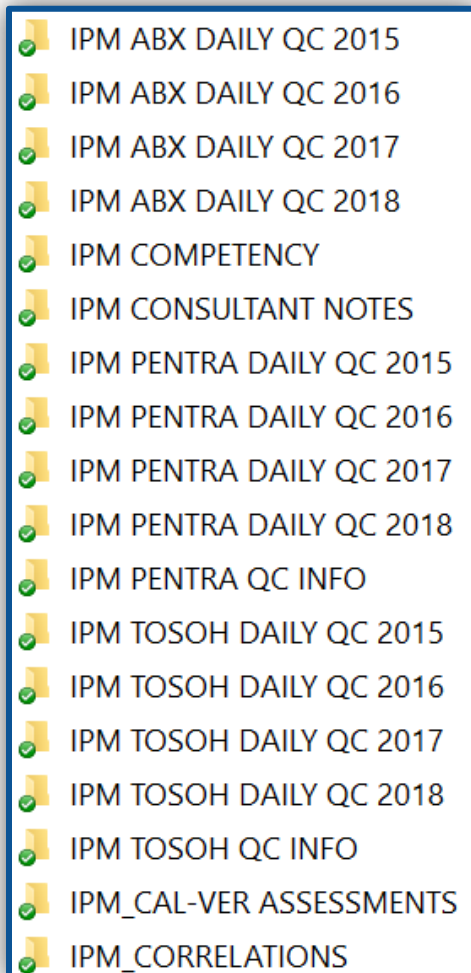 IPM ABX DAILY QC 2015
IPM ABX DAILY QC 2016
IPM ABX DAILY QC 2017
IPM ABX DAILY QC 2018
IPM COMPETENCY
IPM CONSULTANT NOTES
IPM PENTRA DAILY QC 2015
IPM PENTRA DAILY QC 2016
IPM PENTRA DAILY QC 2017
IPM PENTRA DAILY QC 2018
IPM PENTRA QC INFO
IPM TOSOH DAILY QC 2015
IPM TOSOH DAILY QC 2016
IPM TOSOH DAILY QC 2017
IPM TOSOH DAILY QC 2018
IPM TOSOH QC INFO
IPM_CAL-VER ASSESSMENTS
IPM_CORRELATIONS